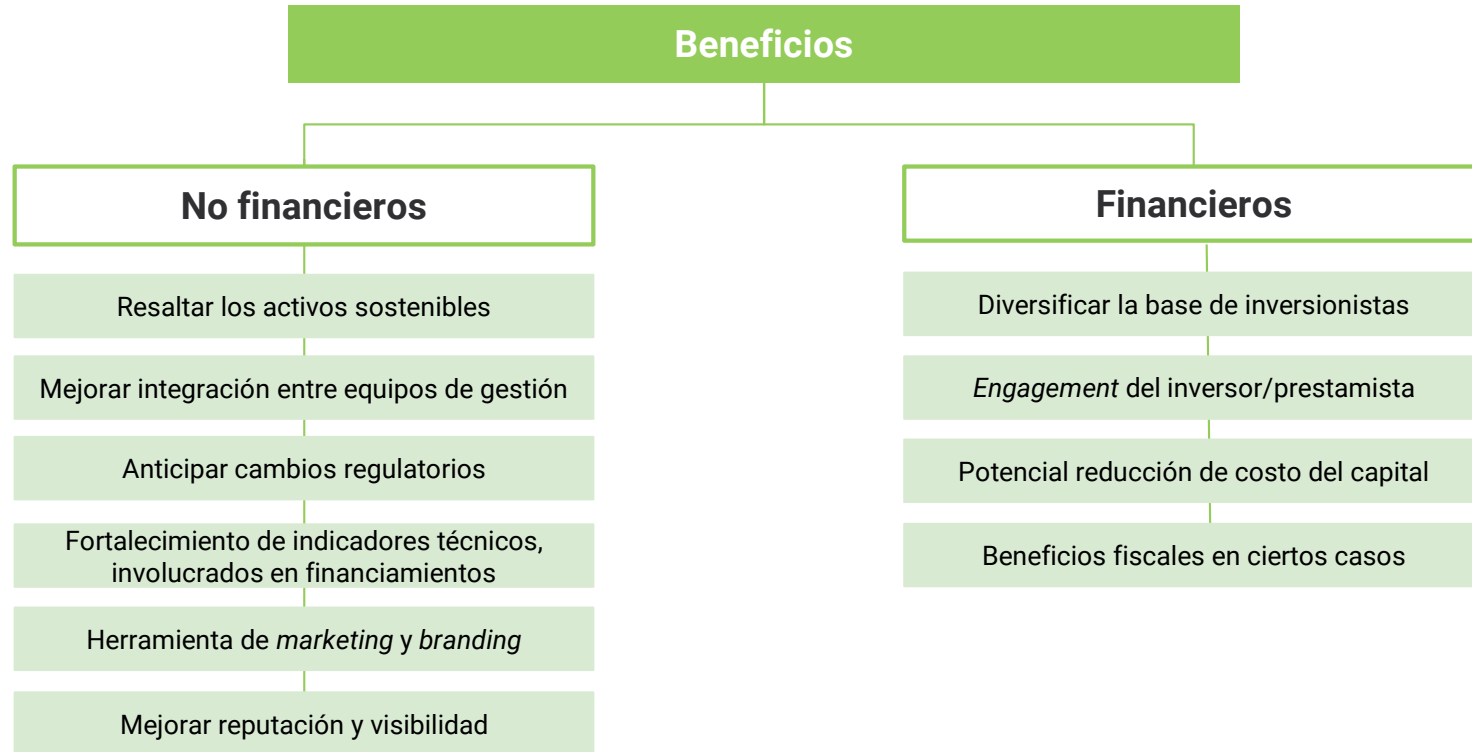 Beneficios
No financieros
Resaltar los activos sostenibles
Mejorar integración entre equipos de gestión
Anticipar cambios regulatorios
Fortalecimiento de indicadores técnicos,
involucrados en financiamientos
Herramienta de marketing y branding
Mejorar reputación y visibilidad
Financieros
Diversificar la base de inversionistas
Engagement del inversor/prestamista
Potencial reducción de costo del capital
Beneficios fiscales en ciertos casos